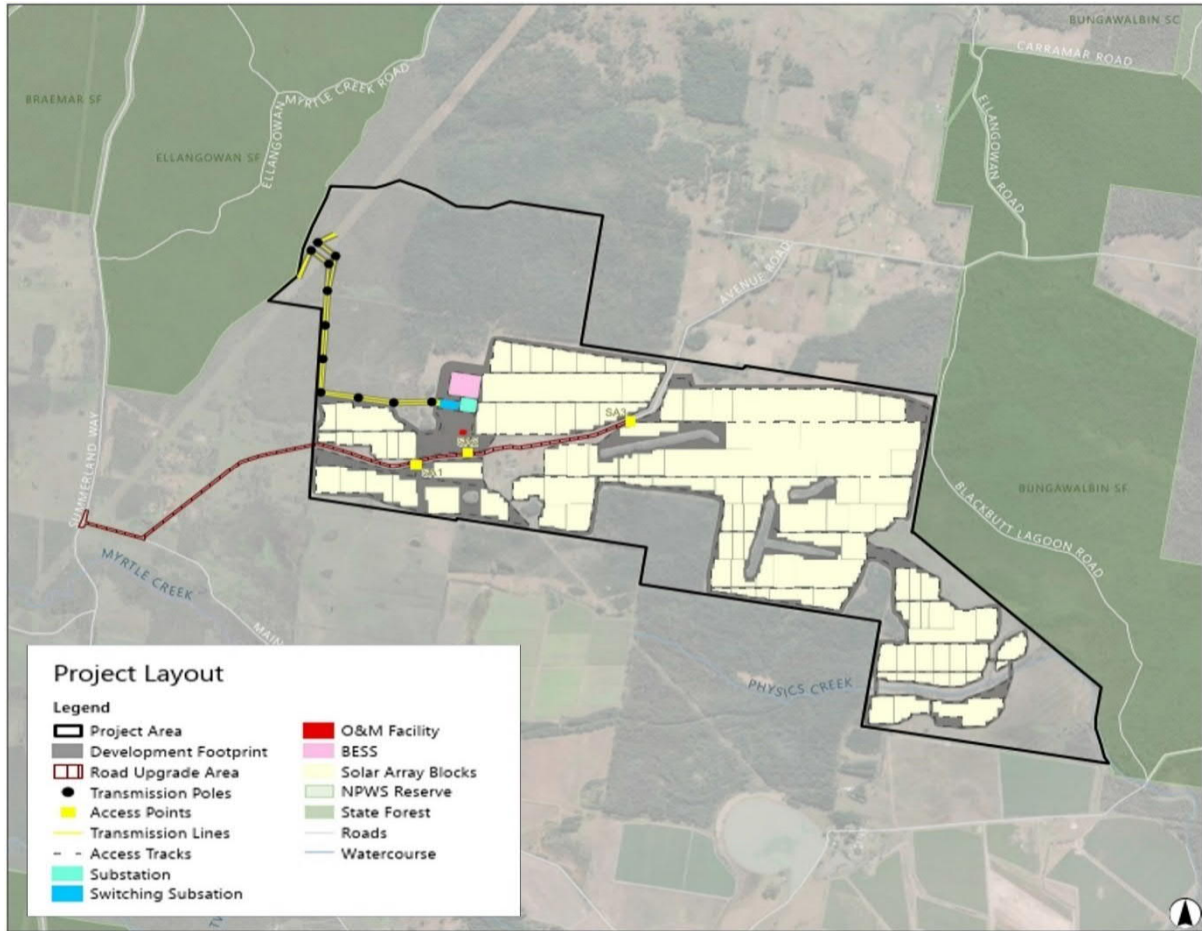 BUNGAWALBIN SC
CARRAMAR ROAD
BRAEMAR SF
MYRTLE CREEK ROAD
ELLANGOWAN
ELLANGOWAN SF
ELLANGOWAN ROAD
AVENUE ROAD
SA3
SA1
SUMMERLAND WAY
BUNGAWALBIN SF
BLACKBUTT LAGOON ROAD
MYRTLE CREEK
MAIN
PHYSICS CREEK
Project Layout
Legend
Project Area
Development Footprint
Road Upgrade Area
Transmission Poles
Access Points
Transmission Lines
Access Tracks
Substation
Switching Subsation
O&M Facility
BESS
Solar Array Blocks
NPWS Reserve
State Forest
Roads
Watercourse